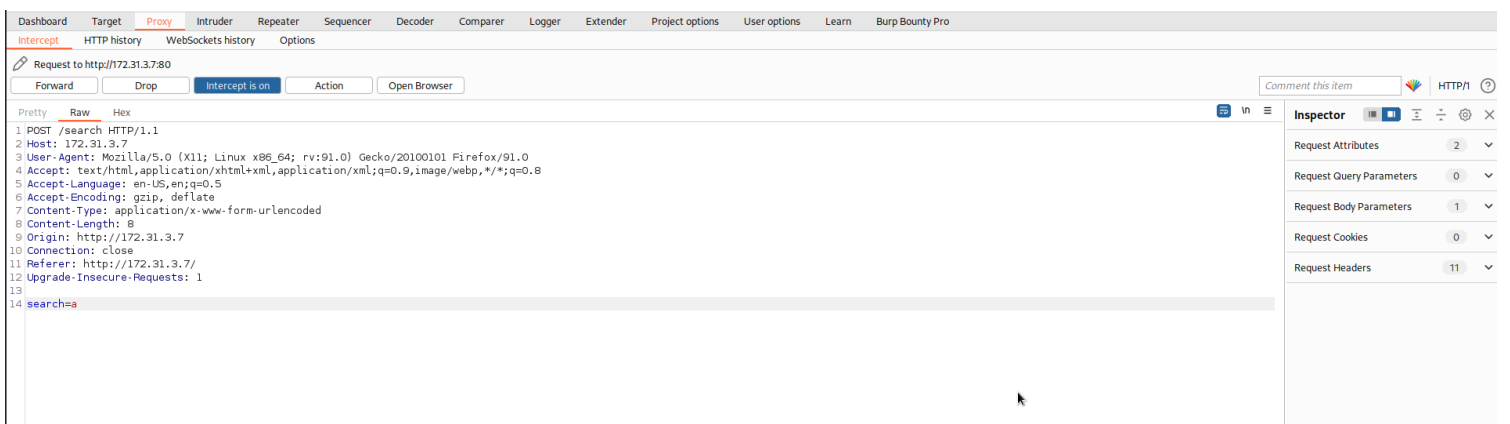 Dashboard Target Proxy Intruder Repeater Sequencer Decoder Comparer Logger Extender Project options User options Learn Burp Bounty Pro
Intercept HTTP history WebSockets history Options
Request to http://172.31.3.7:80
Forward Drop Intercept is on Action Open Browser Comment this item HTTP/1 ?
Pretty Raw Hex \n
Inspector
1 POST /search HTTP/1.1
2 Host: 172.31.3.7
3 User-Agent: Mozilla/5.0 (X11; Linux x86_64; rv:91.0) Gecko/20100101 Firefox/91.0
4 Accept: text/html,application/xhtml+xml,application/xml;q=0.9,image/webp,*/*;q=0.8
5 Accept-Language: en-US,en;q=0.5
6 Accept-Encoding: gzip, deflate
7 Content-Type: application/x-www-form-urlencoded
8 Content-Length: 8
9 Origin: http://172.31.3.7
10 Connection: close
11 Referer: http://172.31.3.7/
12 Upgrade-Insecure-Requests: 1
13
14 search=a
Request Attributes 2
Request Query Parameters 0
Request Body Parameters 1
Request Cookies 0
Request Headers 11